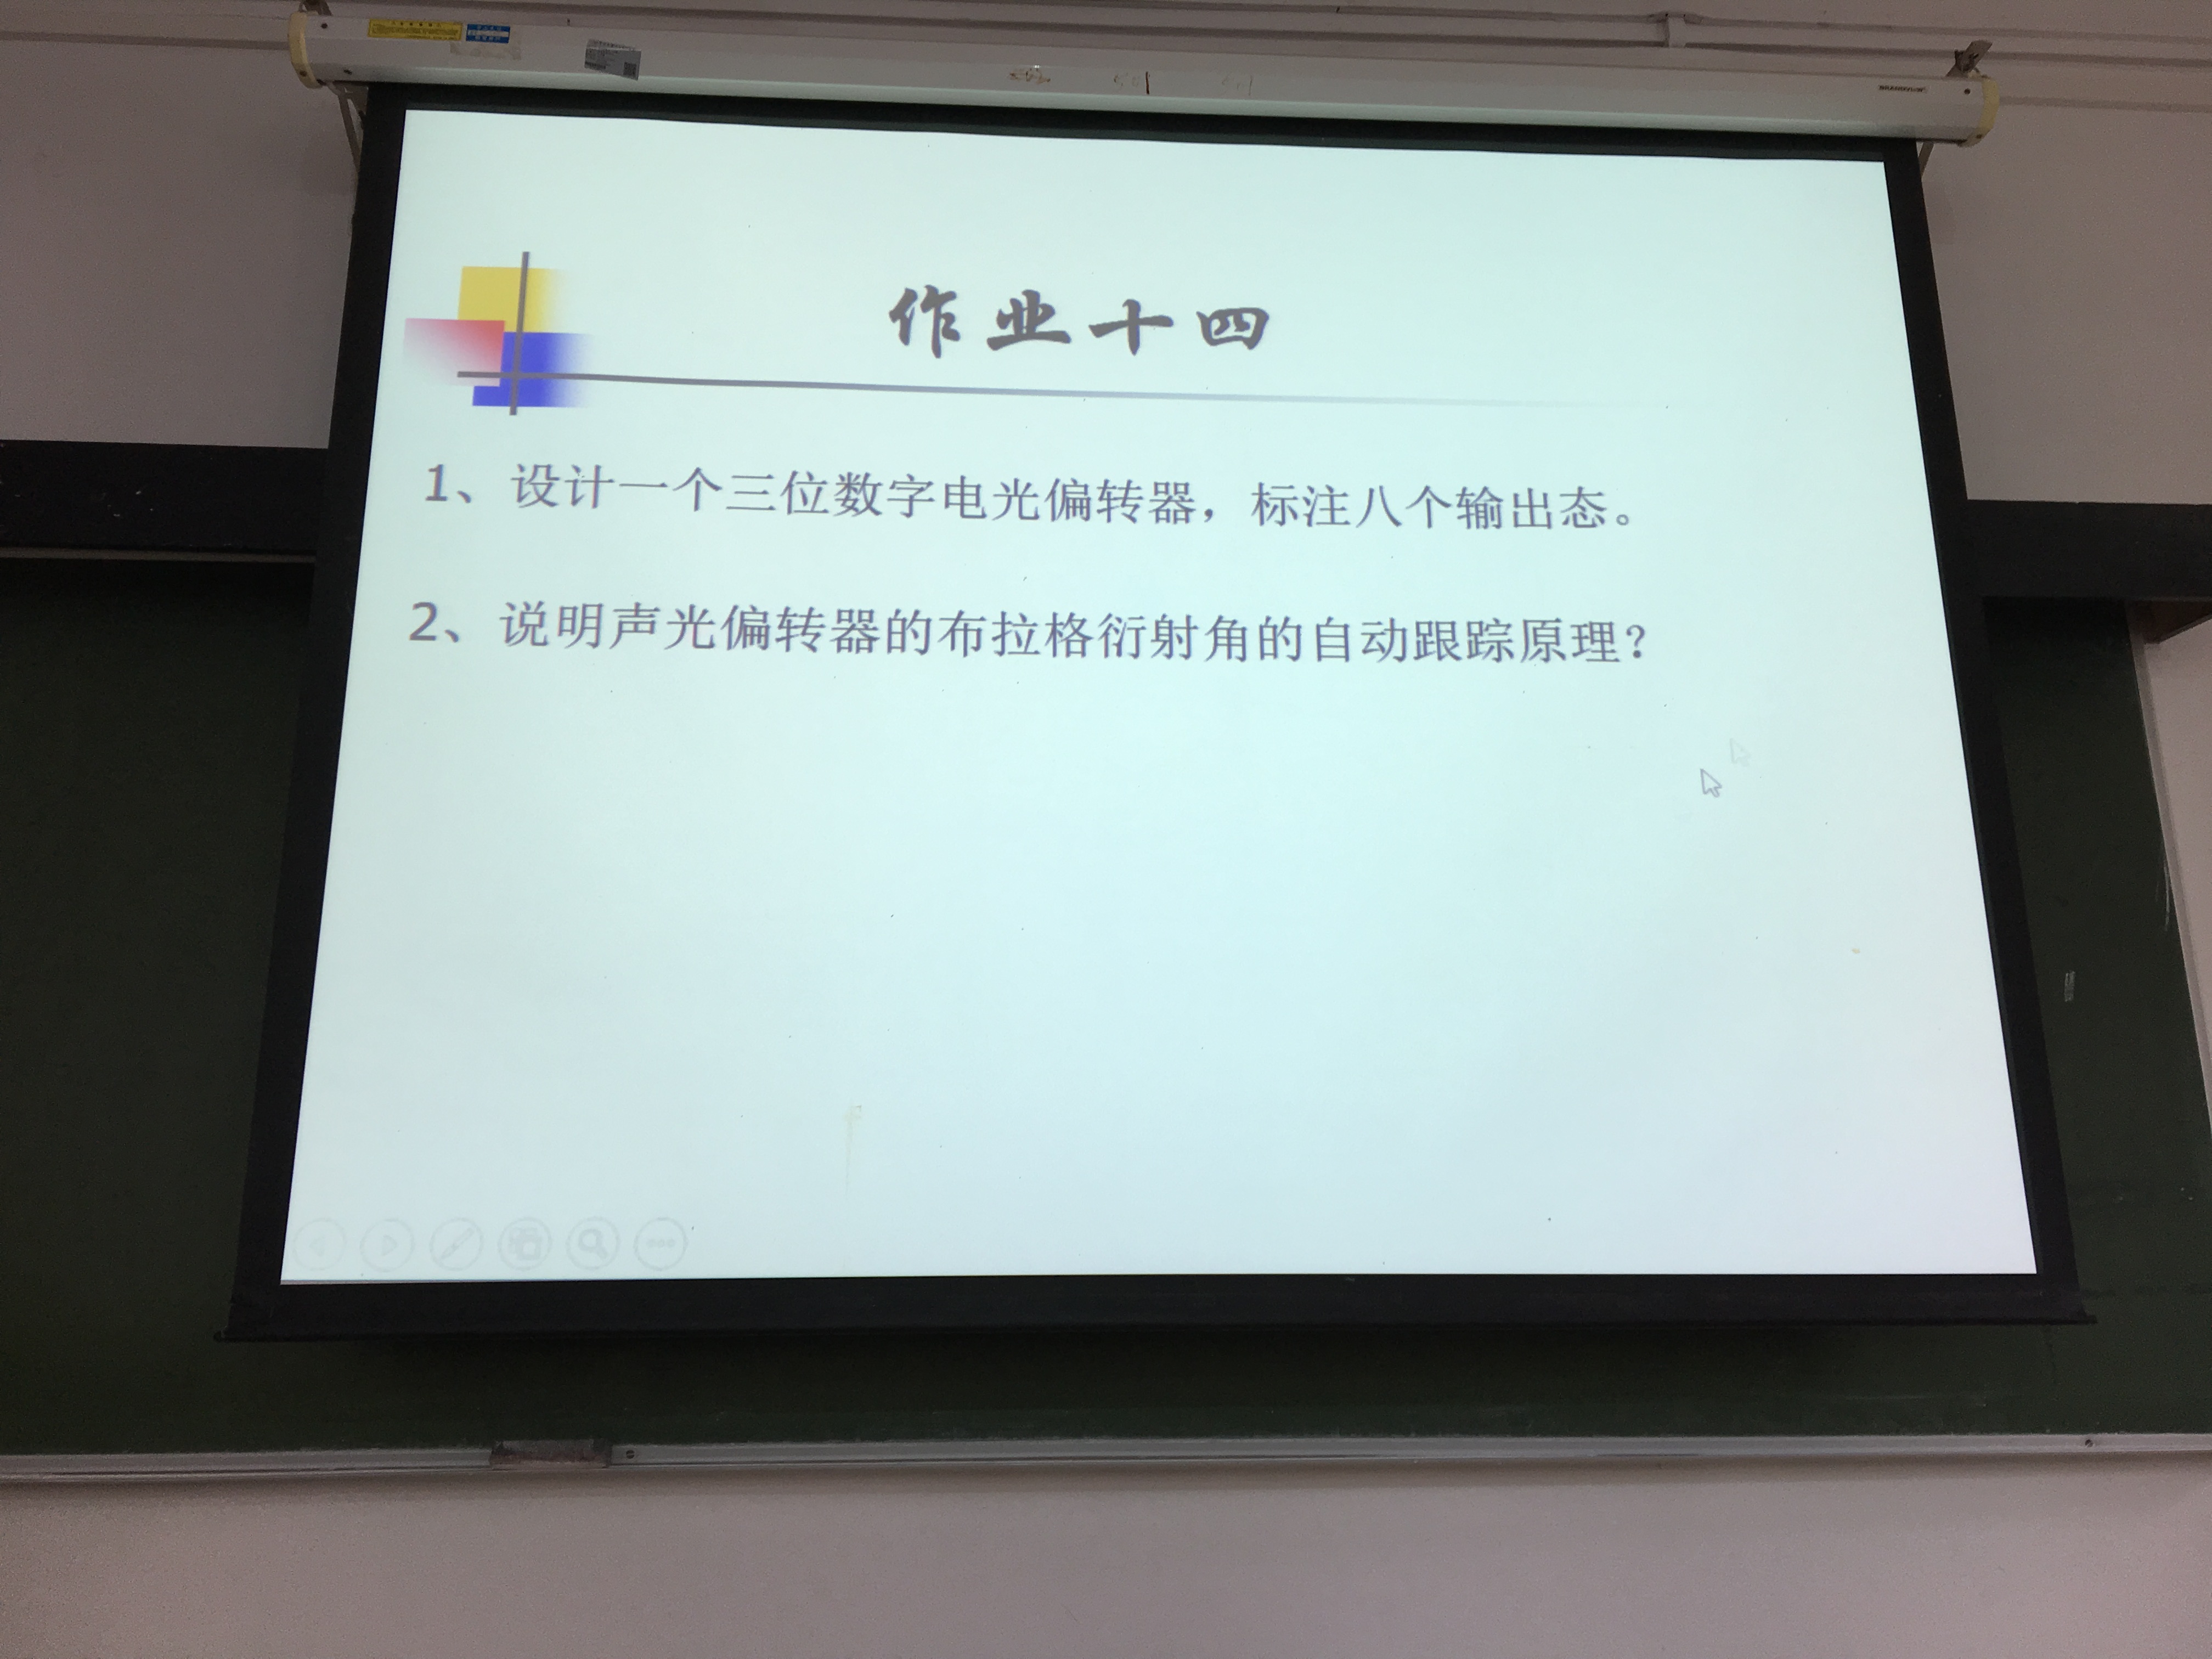 作业十四
1、设计一个三位数字电光偏转器，标注八个输出态。
2、说明声光偏转器的布拉格衍射角的自动跟踪原理？